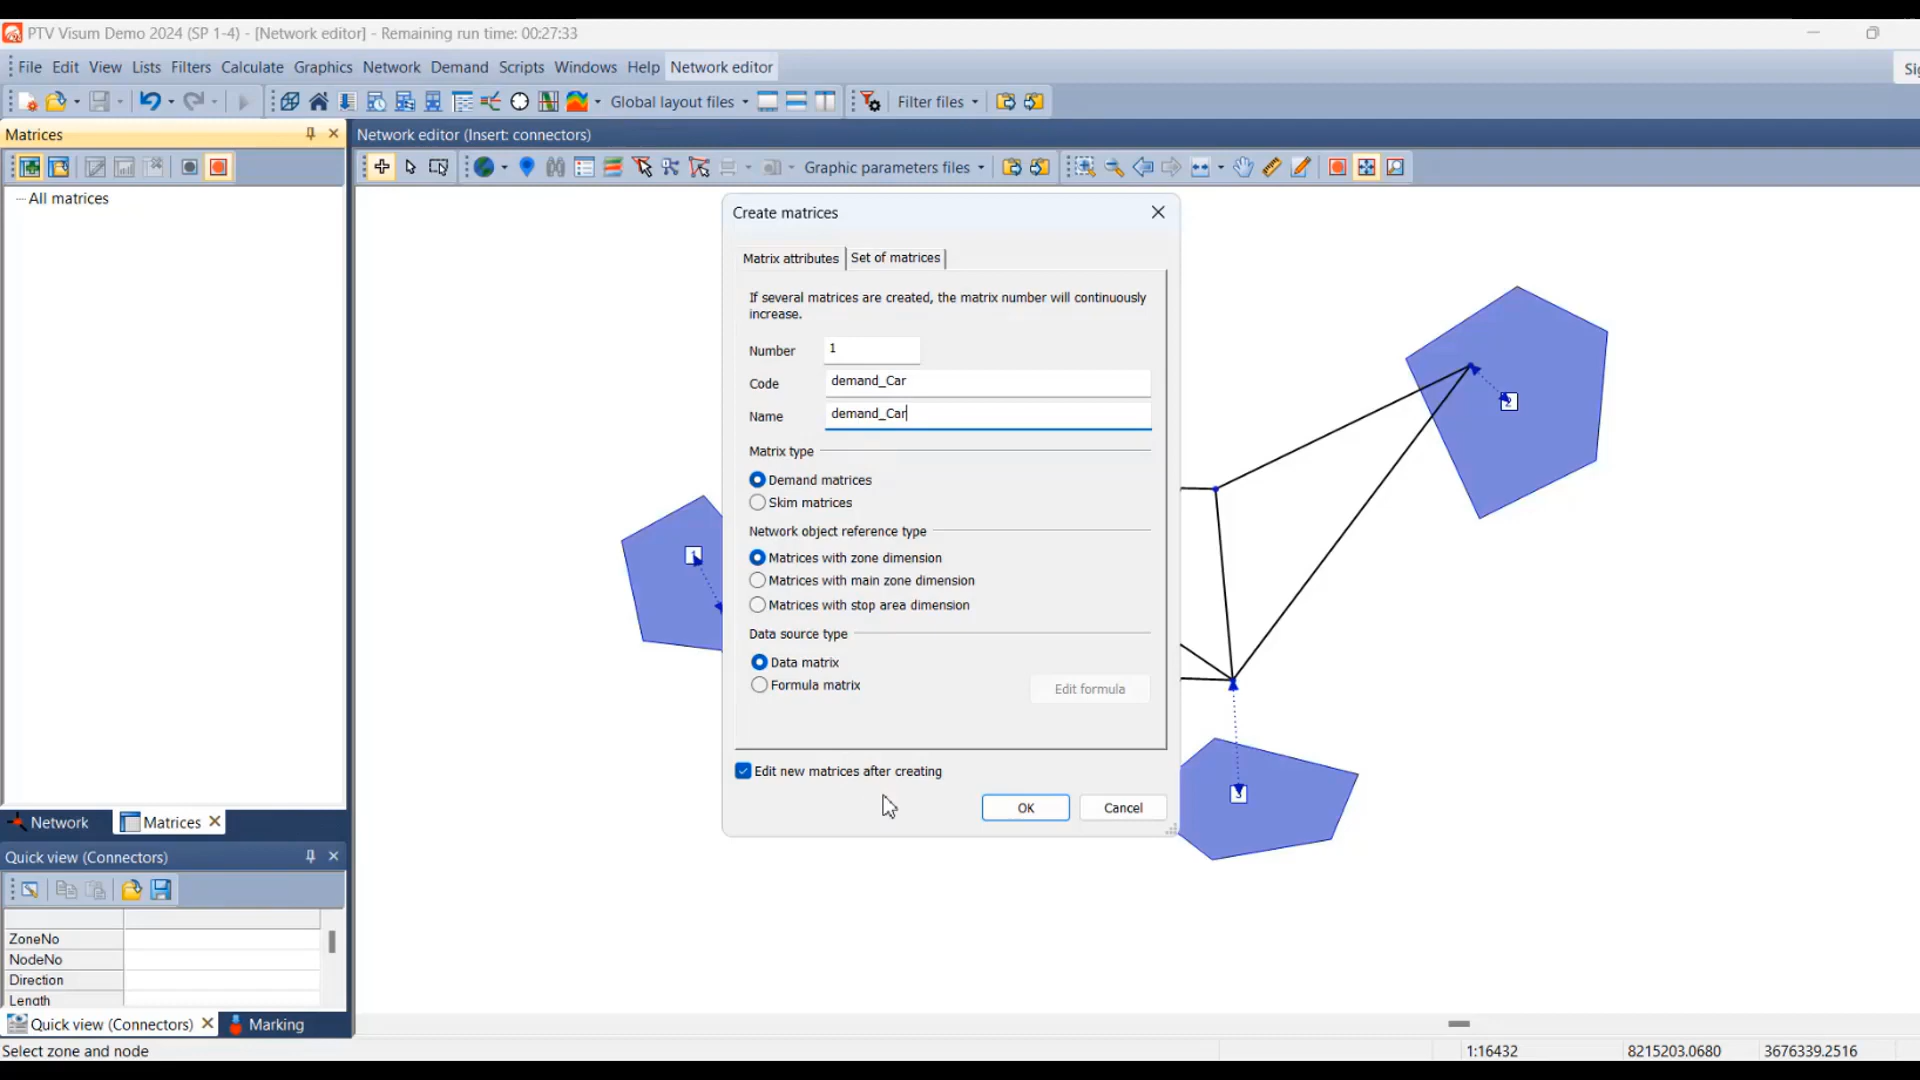 PTV Visum Demo 2024 (SP 1-4) - [Network editor] - Remaining run time: 00:27:33
File Edit View Lists Filters Calculate Graphics Network Demand Scripts Windows Help Network editor
Global layout files Filter files
Matrices
Network editor (Insert: connectors)
Graphic parameters files
All matrices
Create matrices
Matrix attributes Set of matrices
If several matrices are created, the matrix number will continuously
increase.
Number 1
Code demand_Car
Name demand_Car
Matrix type
Demand matrices
Skim matrices
Network object reference type
Matrices with zone dimension
Matrices with main zone dimension
Matrices with stop area dimension
Data source type
Data matrix
Formula matrix
Edit formula
Edit new matrices after creating
OK Cancel
1
2
3
Network Matrices
Quick view (Connectors)
ZoneNo
NodeNo
Direction
Length
Quick view (Connectors) Marking
Select zone and node 1:16432 8215203.0680 3676339.2516